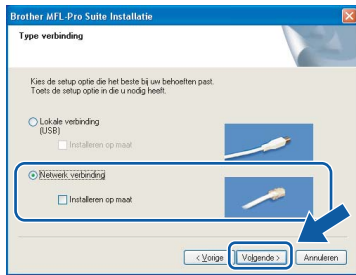 Brother MFL-Pro Suite Installatie
Type verbinding
Kies de setup optie die het beste bij uw behoeften past.
Toets de setup optie in die u nodig heeft.
Lokale verbinding
(USB)
Installeren op maat
Netwerk verbinding
Installeren op maat
< Vorige Volgende > Annuleren